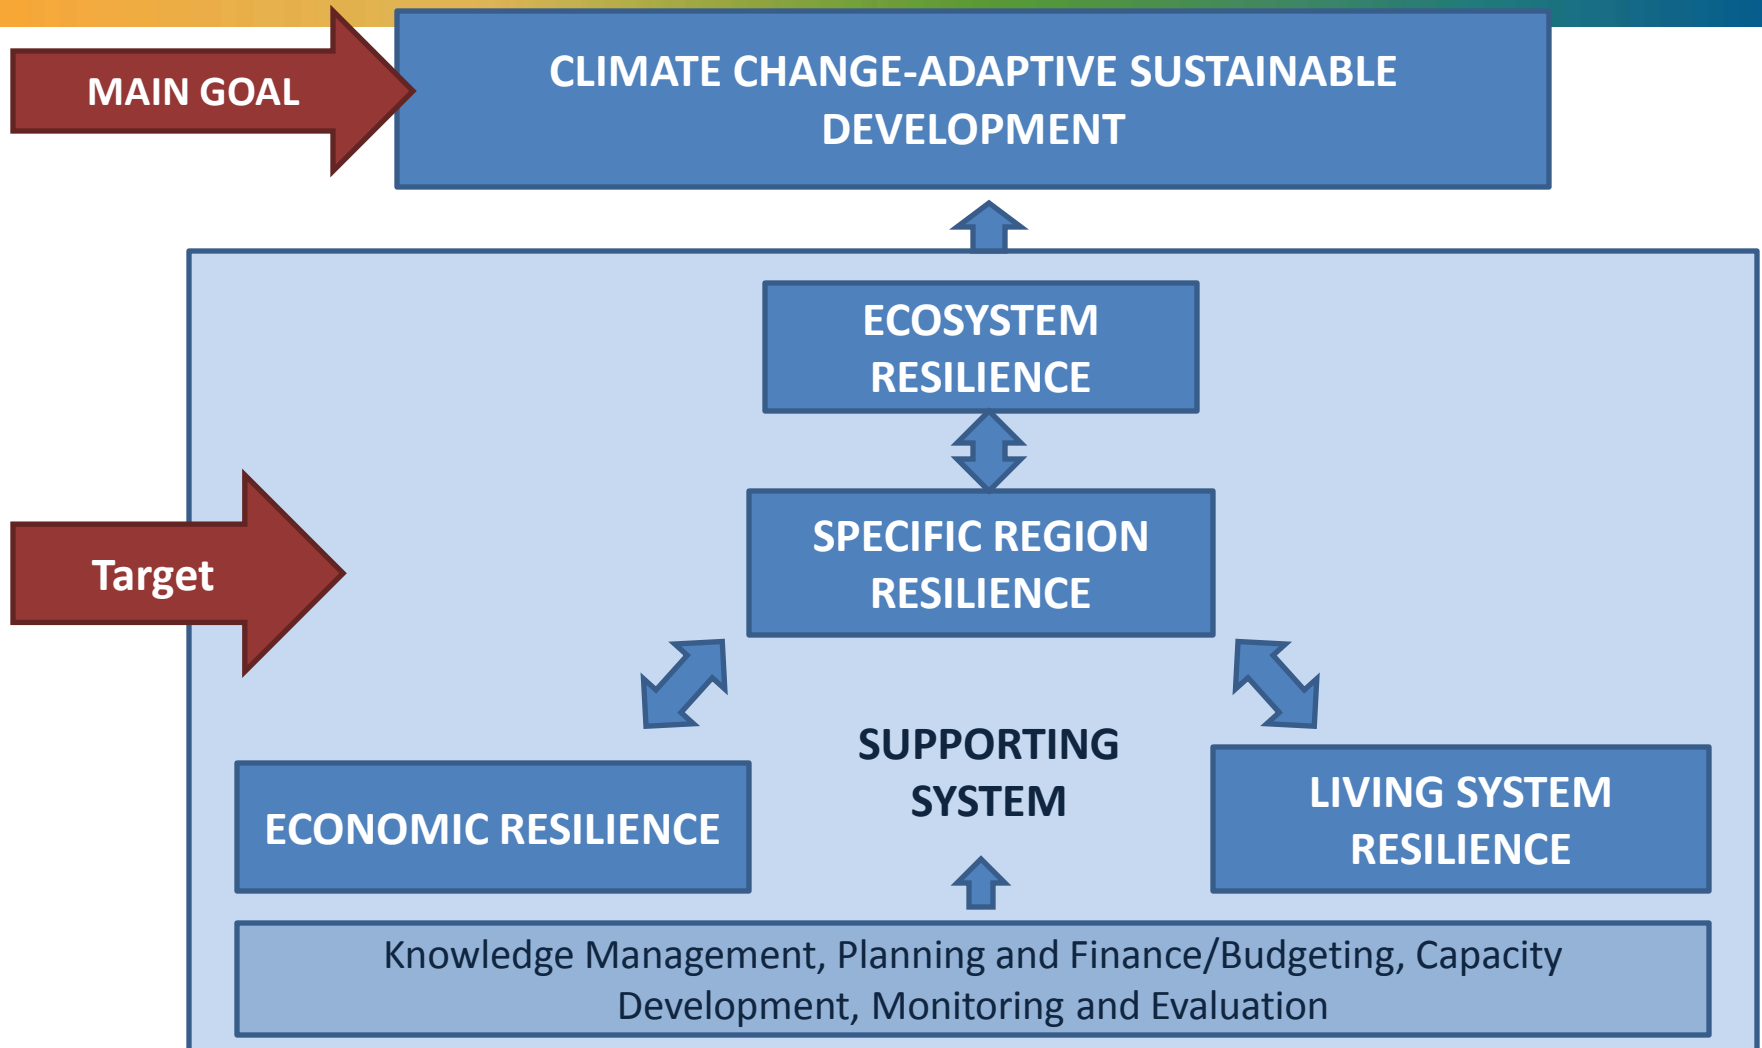 MAIN GOAL
CLIMATE CHANGE-ADAPTIVE SUSTAINABLE
DEVELOPMENT
ECOSYSTEM
RESILIENCE
SPECIFIC REGION
RESILIENCE
Target
SUPPORTING
SYSTEM
ECONOMIC RESILIENCE
LIVING SYSTEM
RESILIENCE
Knowledge Management, Planning and Finance/Budgeting, Capacity
Development, Monitoring and Evaluation